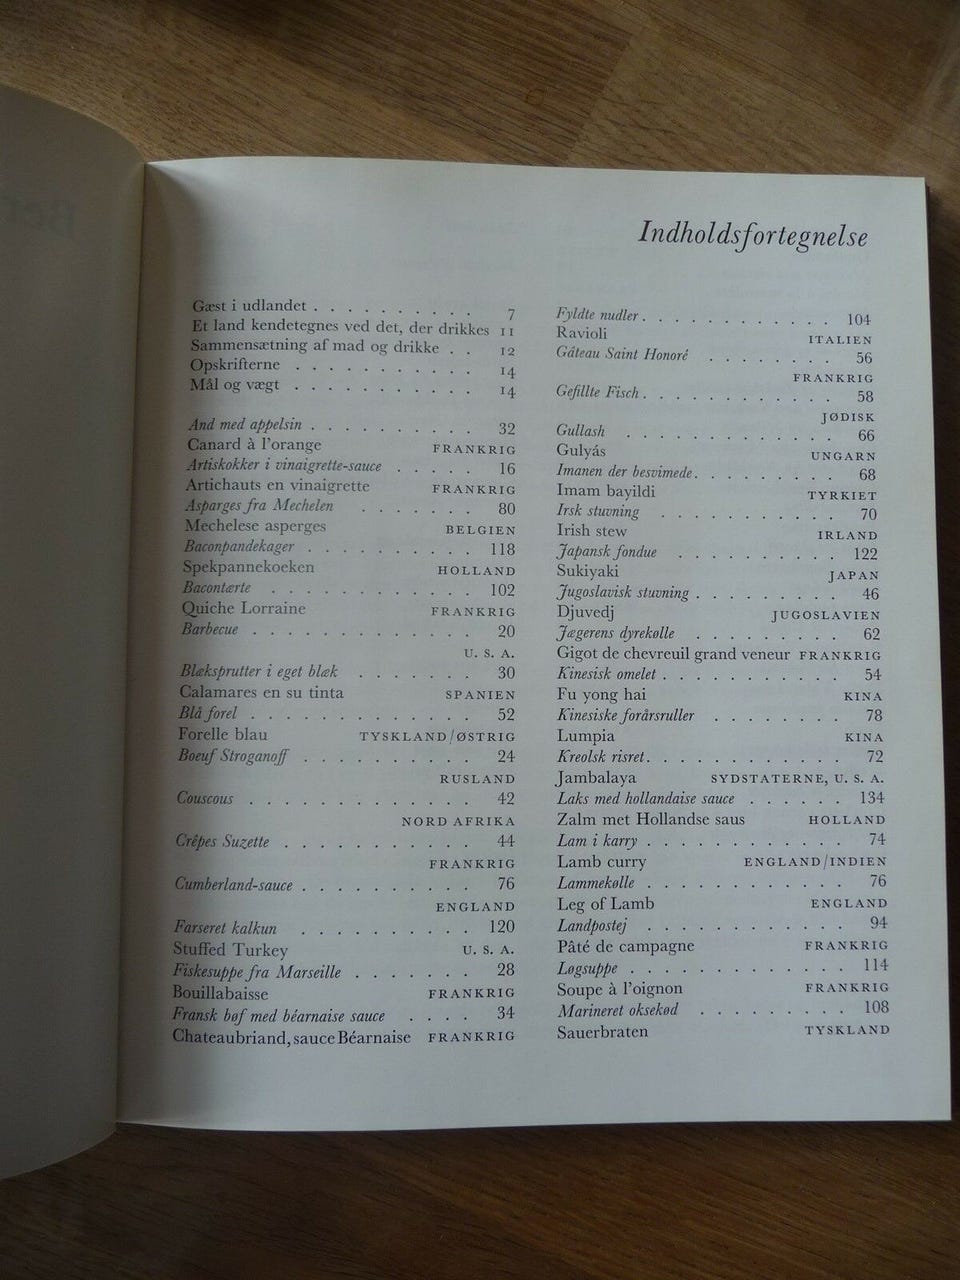 Indholdsfortegnelse
Gæst i udlandet . . . . . . . . . . 7
Et land kendetegnes ved det, der drikkes 11
Sammensætning af mad og drikke . . 12
Opskrifterne . . . . . . . . . . . 14
Mål og vægt . . . . . . . . . . . 14
And med appelsin . . . . . . . . . . 32
Canard à l'orange FRANKRIG
Artiskokker i vinaigrette-sauce . . . . . 16
Artichauts en vinaigrette FRANKRIG
Asparges fra Mechelen . . . . . . . 80
Mechelese asperges BELGIEN
Baconpandekager . . . . . . . . . . 118
Spekpannekoeken HOLLAND
Bacontærte . . . . . . . . . . . . 102
Quiche Lorraine FRANKRIG
Barbecue . . . . . . . . . . . . . 20
U. S. A.
Blæksprutter i eget blæk . . . . . . . 30
Calamares en su tinta SPANIEN
Blå forel . . . . . . . . . . . . . 52
Forelle blau TYSKLAND/ØSTRIG
Boeuf Stroganoff . . . . . . . . . . 24
RUSLAND
Couscous . . . . . . . . . . . . . 42
NORD AFRIKA
Crêpes Suzette . . . . . . . . . . . 44
FRANKRIG
Cumberland-sauce . . . . . . . . . . 76
ENGLAND
Farseret kalkun . . . . . . . . . . 120
Stuffed Turkey U. S. A.
Fiskesuppe fra Marseille . . . . . . . 28
Bouillabaisse FRANKRIG
Fransk bøf med béarnaise sauce . . . . 34
Chateaubriand, sauce Béarnaise FRANKRIG
Fyldte nudler . . . . . . . . . . . . 104
Ravioli ITALIEN
Gâteau Saint Honoré . . . . . . . . 56
FRANKRIG
Gefillte Fisch . . . . . . . . . . . . 58
JØDISK
Gullash . . . . . . . . . . . . . 66
Gulyás UNGARN
Imanen der besvimede . . . . . . . . . 68
Imam bayildi TYRKIET
Irsk stuvning . . . . . . . . . . . 70
Irish stew IRLAND
Japansk fondue . . . . . . . . . . 122
Sukiyaki JAPAN
Jugoslavisk stuvning . . . . . . . . . 46
Djuvedj JUGOSLAVIEN
Jægerens dyrekølle . . . . . . . . . 62
Gigot de chevreuil grand veneur FRANKRIG
Kinesisk omelet . . . . . . . . . . . 54
Fu yong hai KINA
Kinesiske forårsruller . . . . . . . . 78
Lumpia KINA
Kreolsk risret . . . . . . . . . . . . 72
Jambalaya SYDSTATERNE, U. S. A.
Laks med hollandaise sauce . . . . . . 134
Zalm met Hollandse saus HOLLAND
Lam i karry . . . . . . . . . . . . 74
Lamb curry ENGLAND/INDIEN
Lammekølle . . . . . . . . . . . . 76
Leg of Lamb ENGLAND
Landpostej . . . . . . . . . . . . 94
Pâté de campagne FRANKRIG
Løgsuppe . . . . . . . . . . . . . 114
Soupe à l'oignon FRANKRIG
Marineret oksekød . . . . . . . . . 108
Sauerbraten TYSKLAND